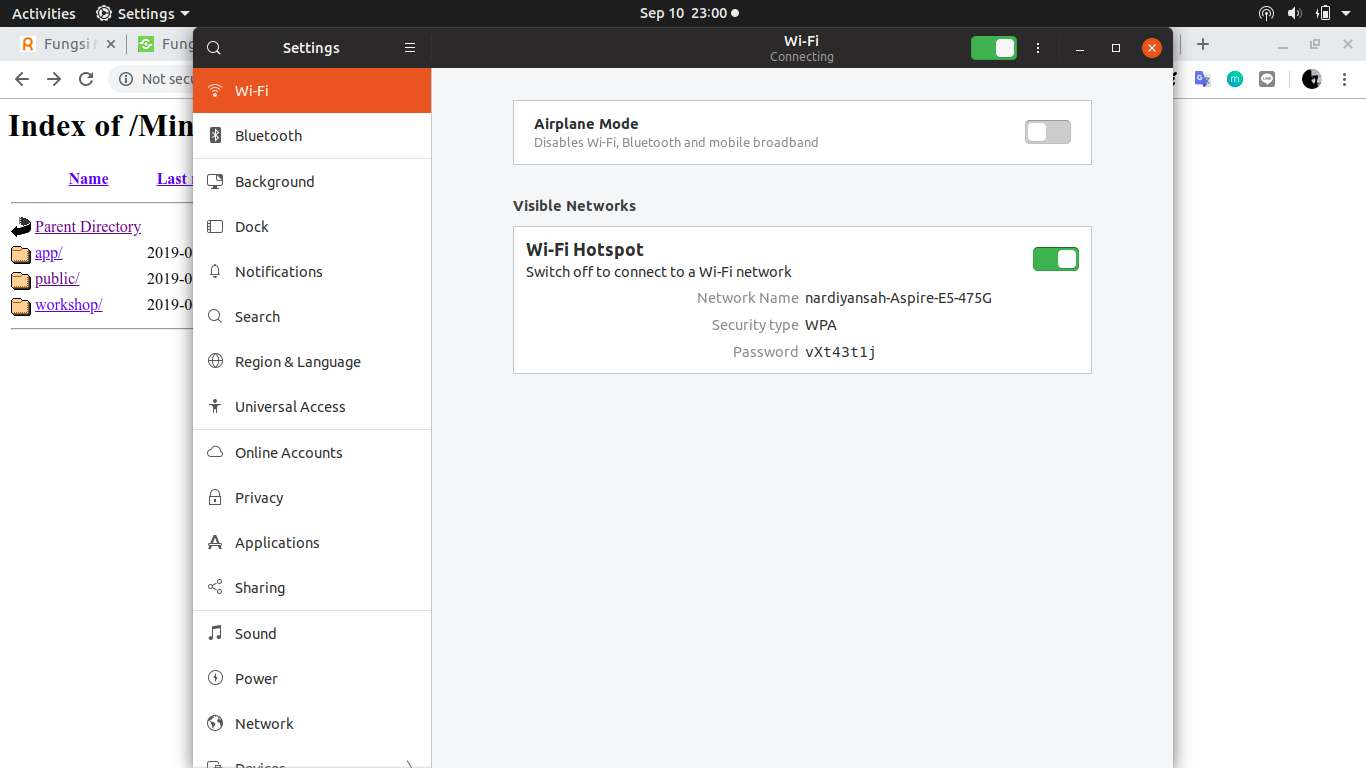 Activities
Settings
Sep 10 23:00
Fungsi
Fung
Settings
Wi-Fi
Connecting
Not secu
Index of /Min
Name
Last
Parent Directory
app/
2019-0
public/
2019-0
workshop/
2019-0
Wi-Fi
Bluetooth
Background
Dock
Notifications
Search
Region & Language
Universal Access
Online Accounts
Privacy
Applications
Sharing
Sound
Power
Network
Devices
Airplane Mode
Disables Wi-Fi, Bluetooth and mobile broadband
Visible Networks
Wi-Fi Hotspot
Switch off to connect to a Wi-Fi network
Network Name nardiyansah-Aspire-E5-475G
Security type WPA
Password vXt43t1j